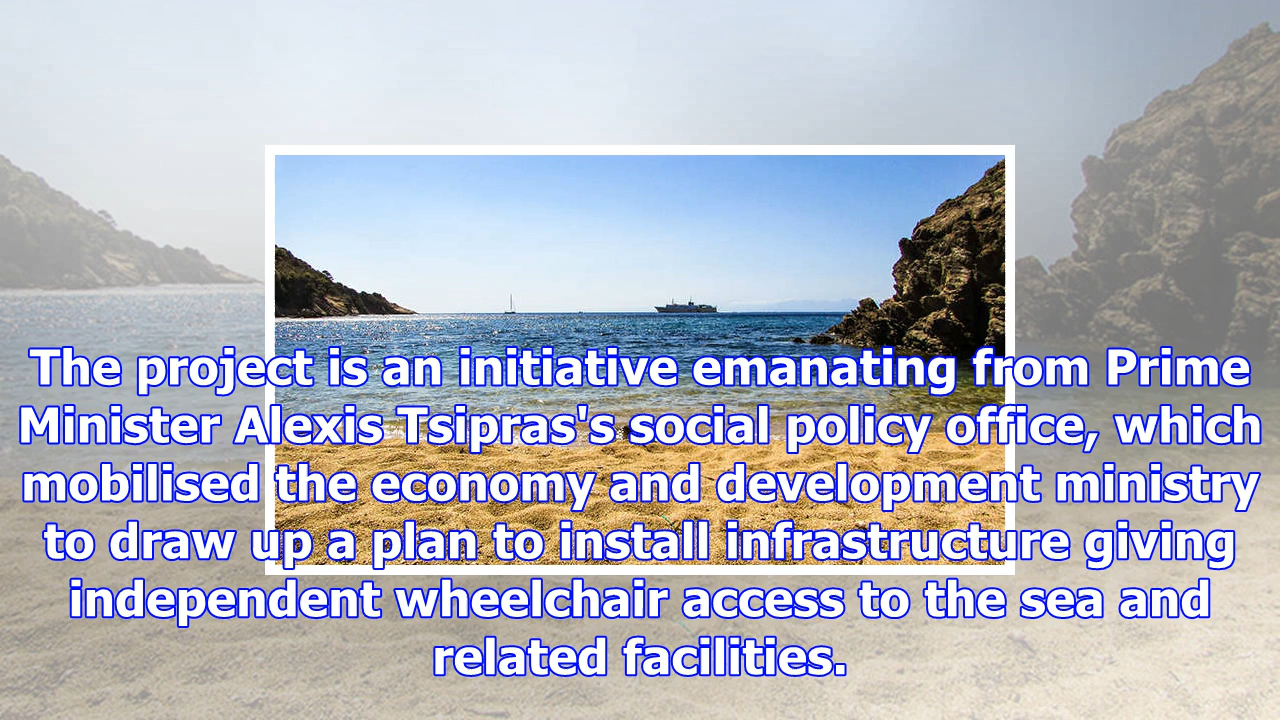 The project is an initiative emanating from Prime
Minister Alexis Tsipras's social policy office, which
mobilised the economy and development ministry
to draw up a plan to install infrastructure giving
independent wheelchair access to the sea and
related facilities.